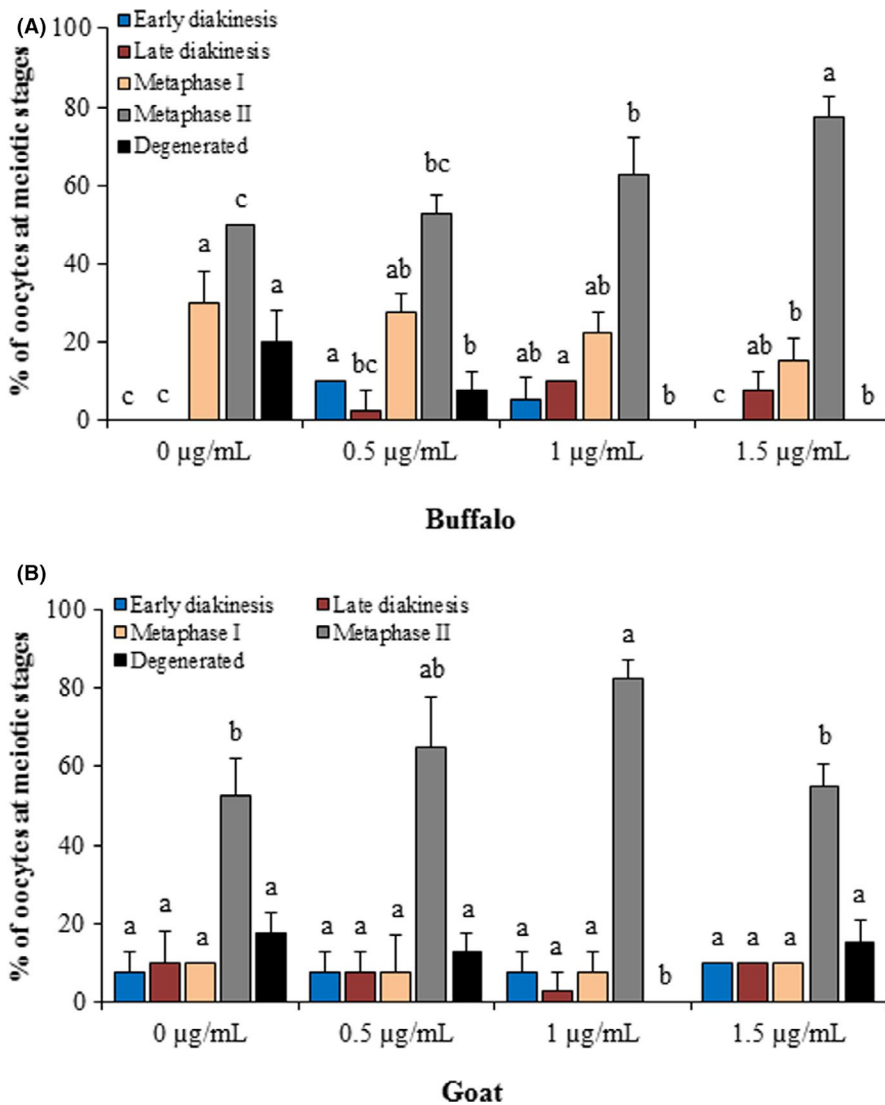 (A)
100
80
60
40
20
0
% of oocytes at meiotic stages
Early diakinesis
Late diakinesis
Metaphase I
Metaphase II
Degenerated
c c a c a
a bc ab bc b
ab a ab b b
c ab b a b
0 µg/mL 0.5 µg/mL 1 µg/mL 1.5 µg/mL
Buffalo
(B)
100
80
60
40
20
0
% of oocytes at meiotic stages
Early diakinesis Late diakinesis
Metaphase I Metaphase II
Degenerated
a a a b a
a a a ab a
a a a a b
a a a b a
0 µg/mL 0.5 µg/mL 1 µg/mL 1.5 µg/mL
Goat